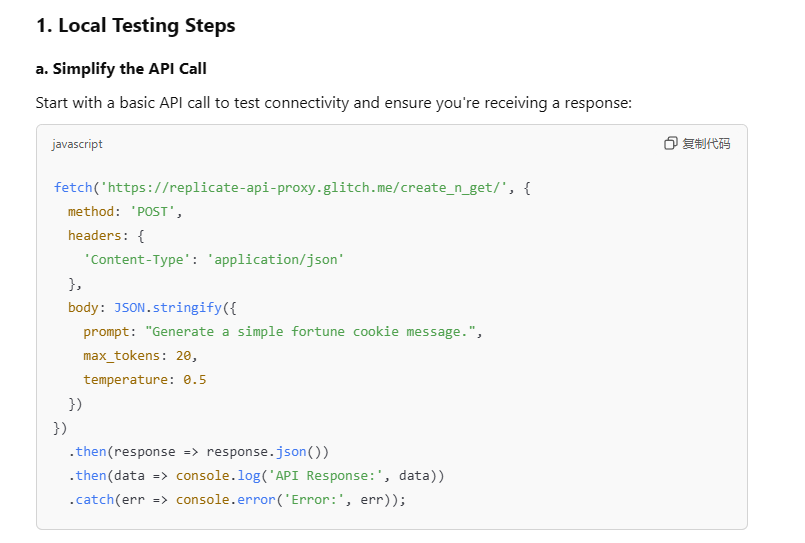 1. Local Testing Steps
a. Simplify the API Call
Start with a basic API call to test connectivity and ensure you're receiving a response:
javascript
复制代码
fetch('https://replicate-api-proxy.glitch.me/create_n_get/', {
  method: 'POST',
  headers: {
    'Content-Type': 'application/json'
  },
  body: JSON.stringify({
    prompt: "Generate a simple fortune cookie message.",
    max_tokens: 20,
    temperature: 0.5
  })
})
  .then(response => response.json())
  .then(data => console.log('API Response:', data))
  .catch(err => console.error('Error:', err));